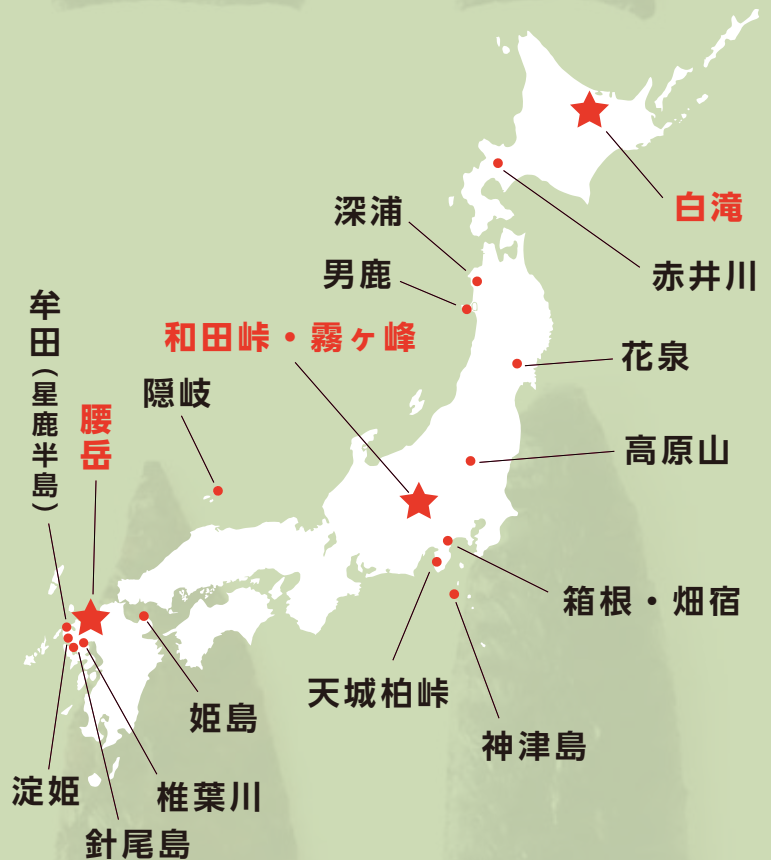 白滝
深浦
赤井川
男鹿
牟田(星鹿半島)
和田峠・霧ヶ峰
花泉
隠岐
腰岳
高原山
箱根・畑宿
天城柏峠
姫島
神津島
淀姫
椎葉川
針尾島